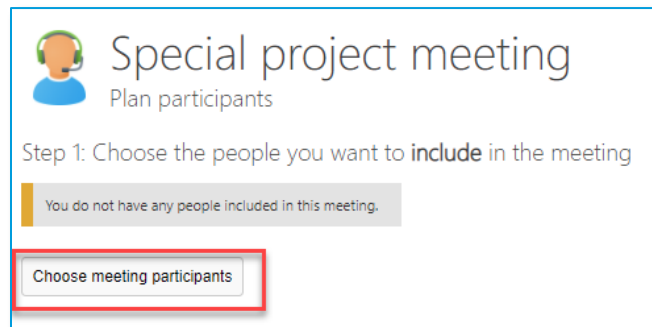 Special project meeting
Plan participants
Step 1: Choose the people you want to include in the meeting
You do not have any people included in this meeting.
Choose meeting participants